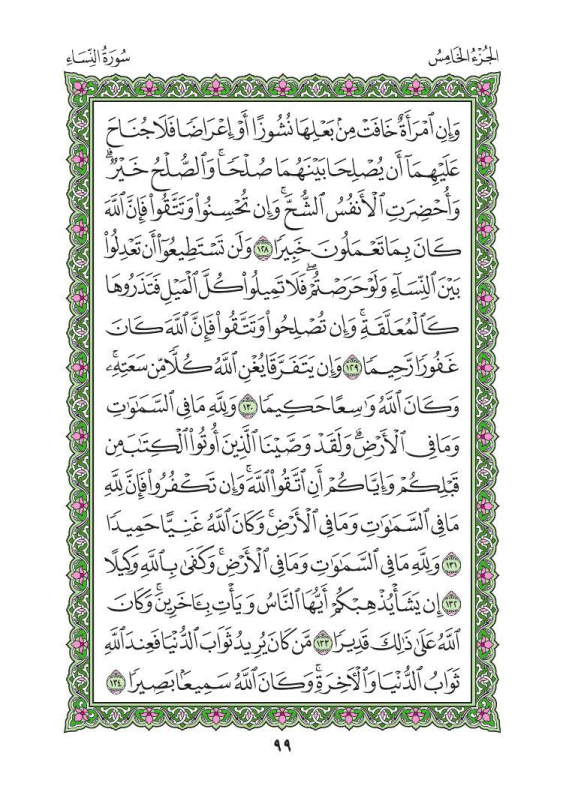 الجُزْءُ الخَامِسُ
سُورَةُ النِّسَاءِ
وَإِنِ ٱمْرَأَةٌ خَافَتْ مِنۢ بَعْلِهَا نُشُوزًا أَوْ إِعْرَاضًا فَلَا جُنَاحَ
عَلَيْهِمَآ أَن يُصْلِحَا بَيْنَهُمَا صُلْحًاۚ وَٱلصُّلْحُ خَيْرٌۗ
وَأُحْضِرَتِ ٱلْأَنفُسُ ٱلشُّحَّۚ وَإِن تُحْسِنُوا۟ وَتَتَّقُوا۟ فَإِنَّ ٱللَّهَ
كَانَ بِمَا تَعْمَلُونَ خَبِيرًا ١٢٨ وَلَن تَسْتَطِيعُوٓا۟ أَن تَعْدِلُوا۟
بَيْنَ ٱلنِّسَآءِ وَلَوْ حَرَصْتُمْۖ فَلَا تَمِيلُوا۟ كُلَّ ٱلْمَيْلِ فَتَذَرُوهَا
كَٱلْمُعَلَّقَةِۚ وَإِن تُصْلِحُوا۟ وَتَتَّقُوا۟ فَإِنَّ ٱللَّهَ كَانَ
غَفُورًا رَّحِيمًا ١٢٩ وَإِن يَتَفَرَّقَا يُغْنِ ٱللَّهُ كُلًّا مِّن سَعَتِهِۦۚ
وَكَانَ ٱللَّهُ وَٰسِعًا حَكِيمًا ١٣٠ وَلِلَّهِ مَا فِى ٱلسَّمَٰوَٰتِ
وَمَا فِى ٱلْأَرْضِۗ وَلَقَدْ وَصَّيْنَا ٱلَّذِينَ أُوتُوا۟ ٱلْكِتَٰبَ مِن
قَبْلِكُمْ وَإِيَّاكُمْ أَنِ ٱتَّقُوا۟ ٱللَّهَۚ وَإِن تَكْفُرُوا۟ فَإِنَّ لِلَّهِ
مَا فِى ٱلسَّمَٰوَٰتِ وَمَا فِى ٱلْأَرْضِۚ وَكَانَ ٱللَّهُ غَنِيًّا حَمِيدًا
١٣١ وَلِلَّهِ مَا فِى ٱلسَّمَٰوَٰتِ وَمَا فِى ٱلْأَرْضِۚ وَكَفَىٰ بِٱللَّهِ وَكِيلًا
١٣٢ إِن يَشَأْ يُذْهِبْكُمْ أَيُّهَا ٱلنَّاسُ وَيَأْتِ بِـَٔاخَرِينَۚ وَكَانَ
ٱللَّهُ عَلَىٰ ذَٰلِكَ قَدِيرًا ١٣٣ مَّن كَانَ يُرِيدُ ثَوَابَ ٱلدُّنْيَا فَعِندَ ٱللَّهِ
ثَوَابُ ٱلدُّنْيَا وَٱلْءَاخِرَةِۚ وَكَانَ ٱللَّهُ سَمِيعًۢا بَصِيرًا ١٣٤
٩٩